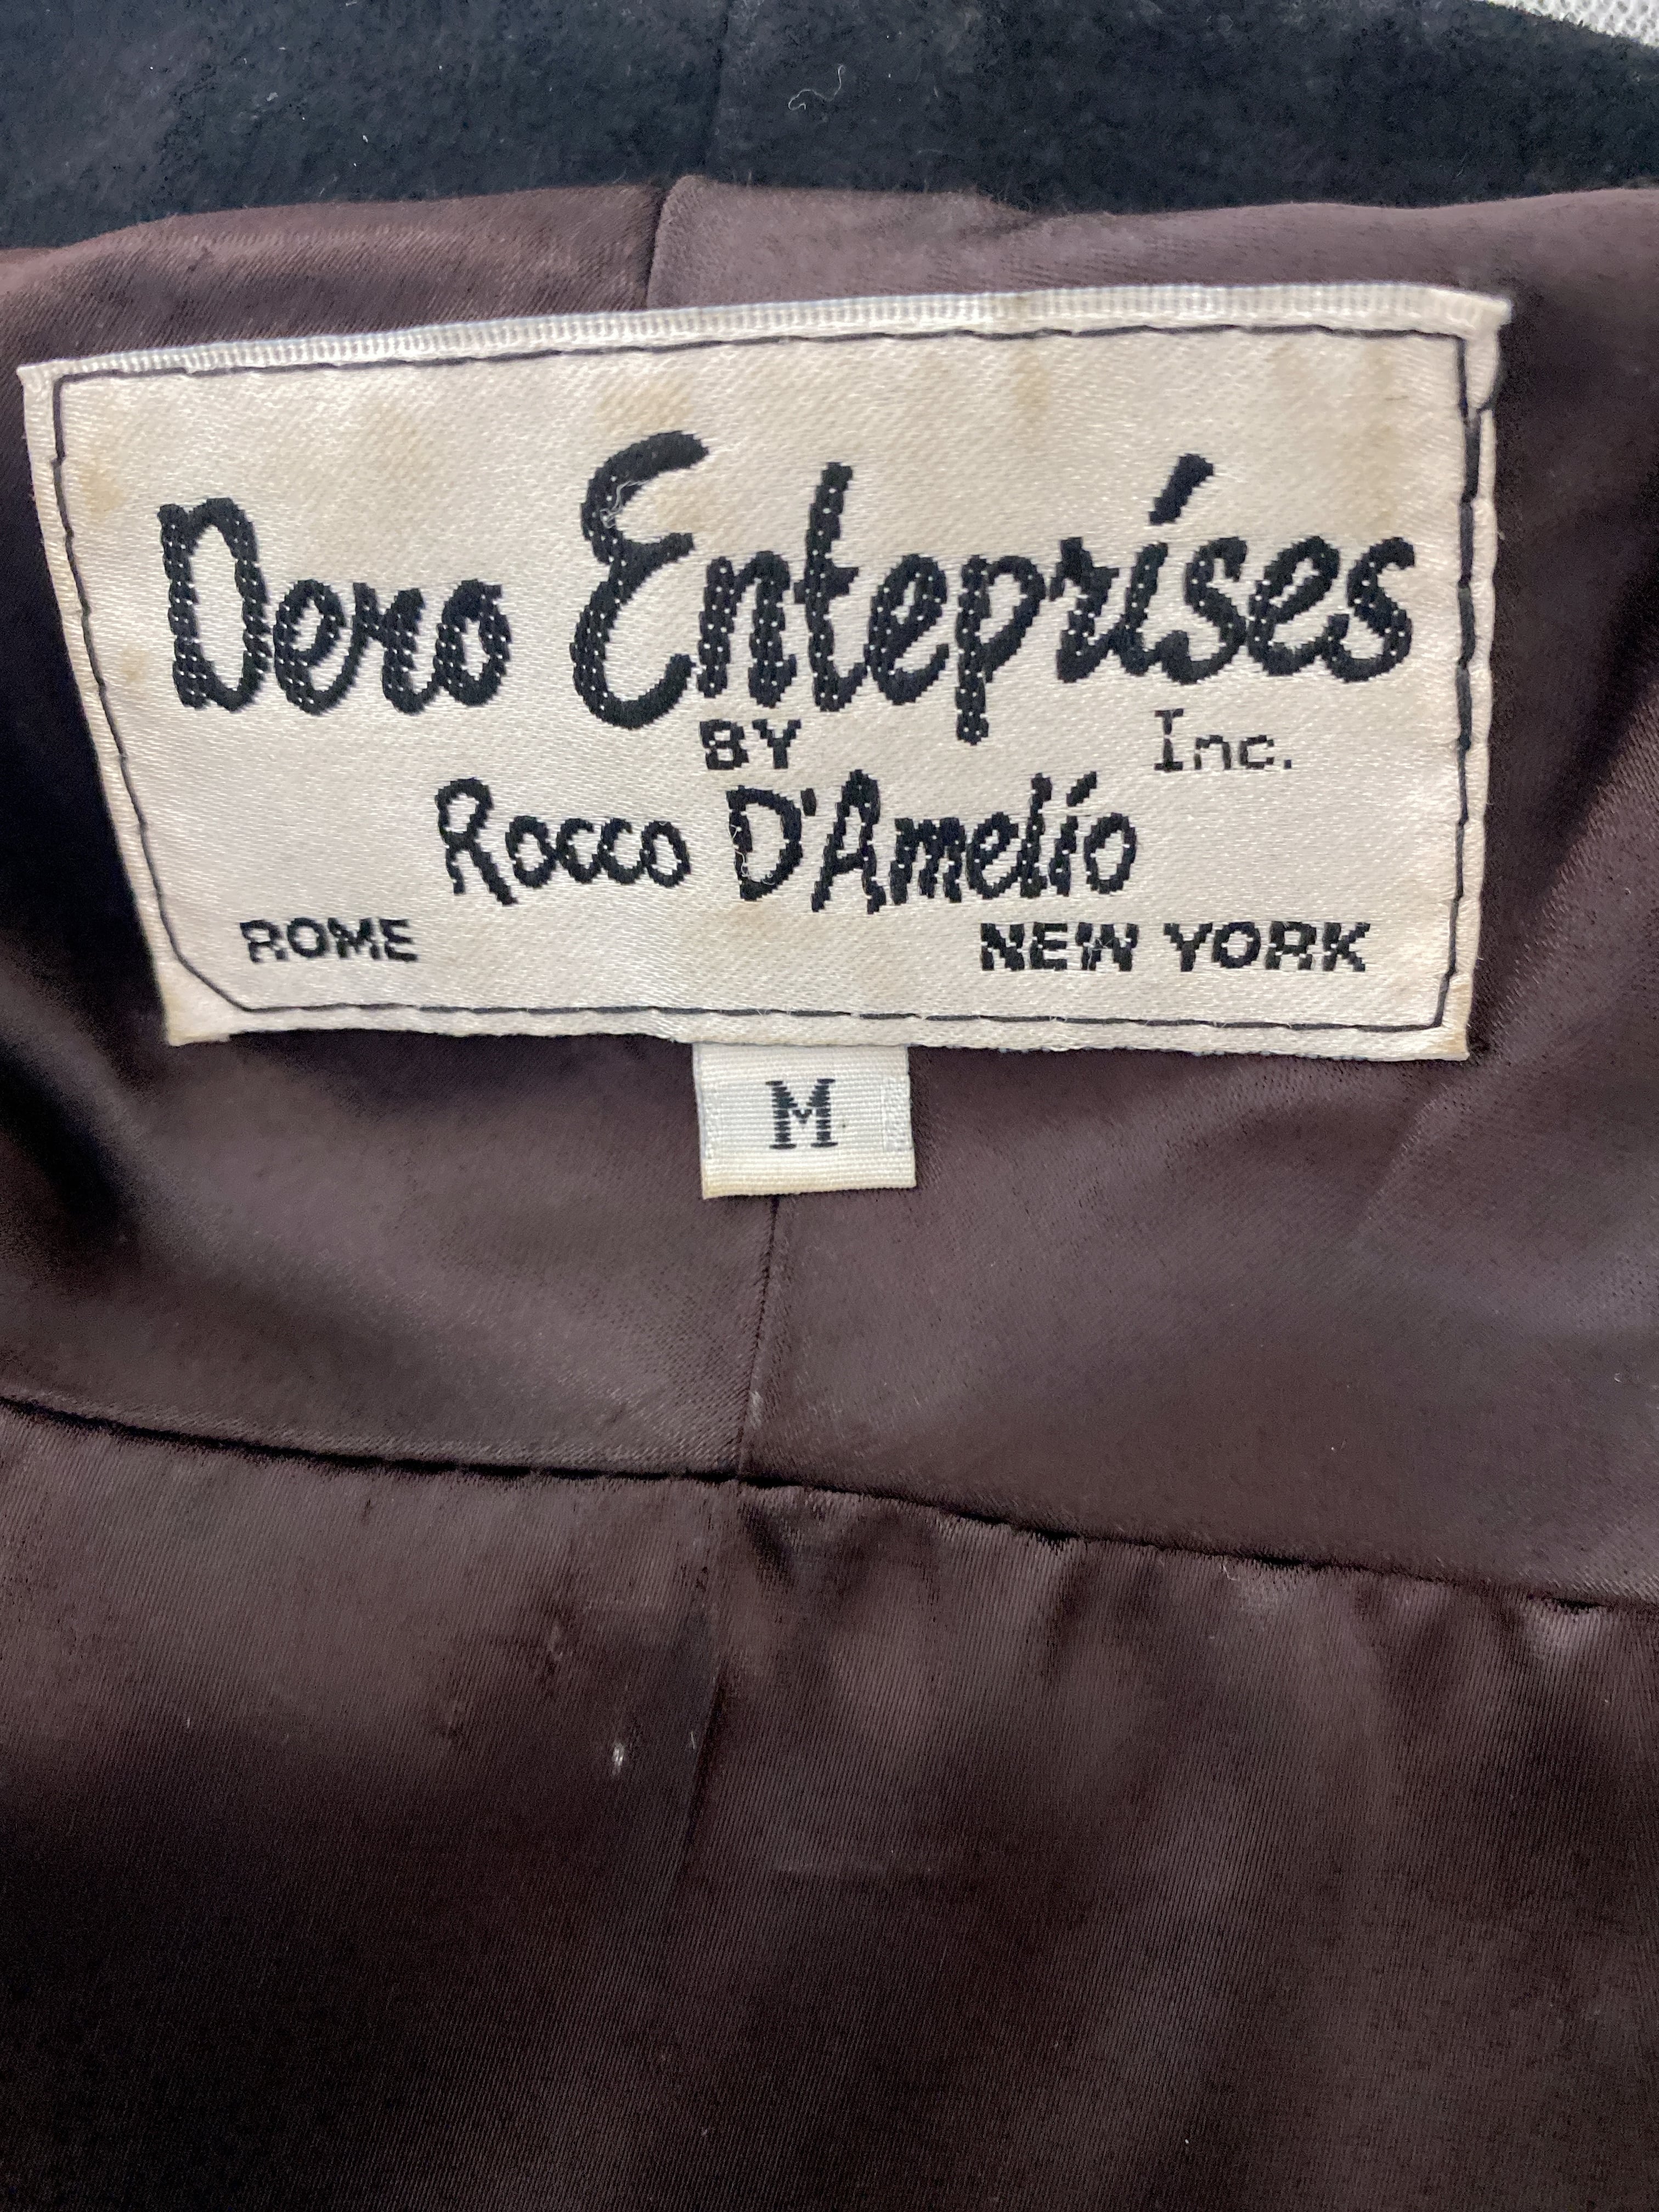 Dero Enteprises
BY Inc.
Rocco D'Amelio
ROME NEW YORK
M